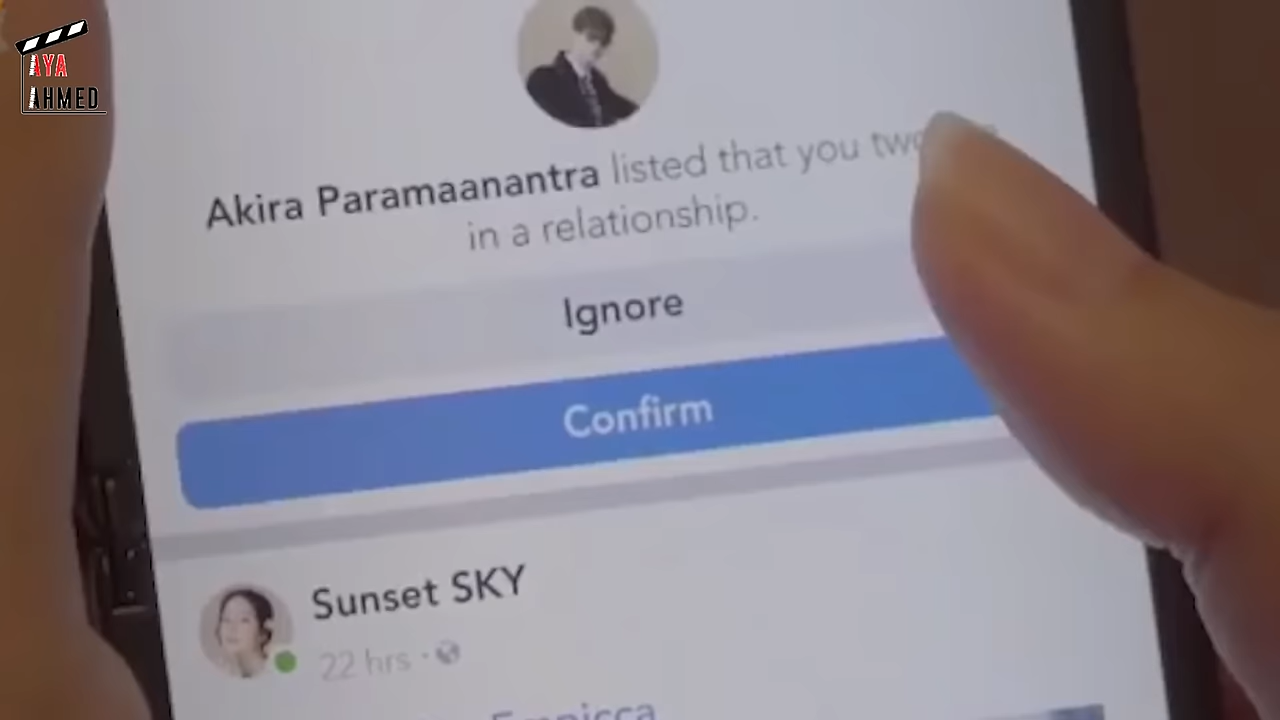 AYA
AHMED
Akira Paramaanantra listed that you two
in a relationship.
Ignore
Confirm
Sunset SKY
22 hrs ·